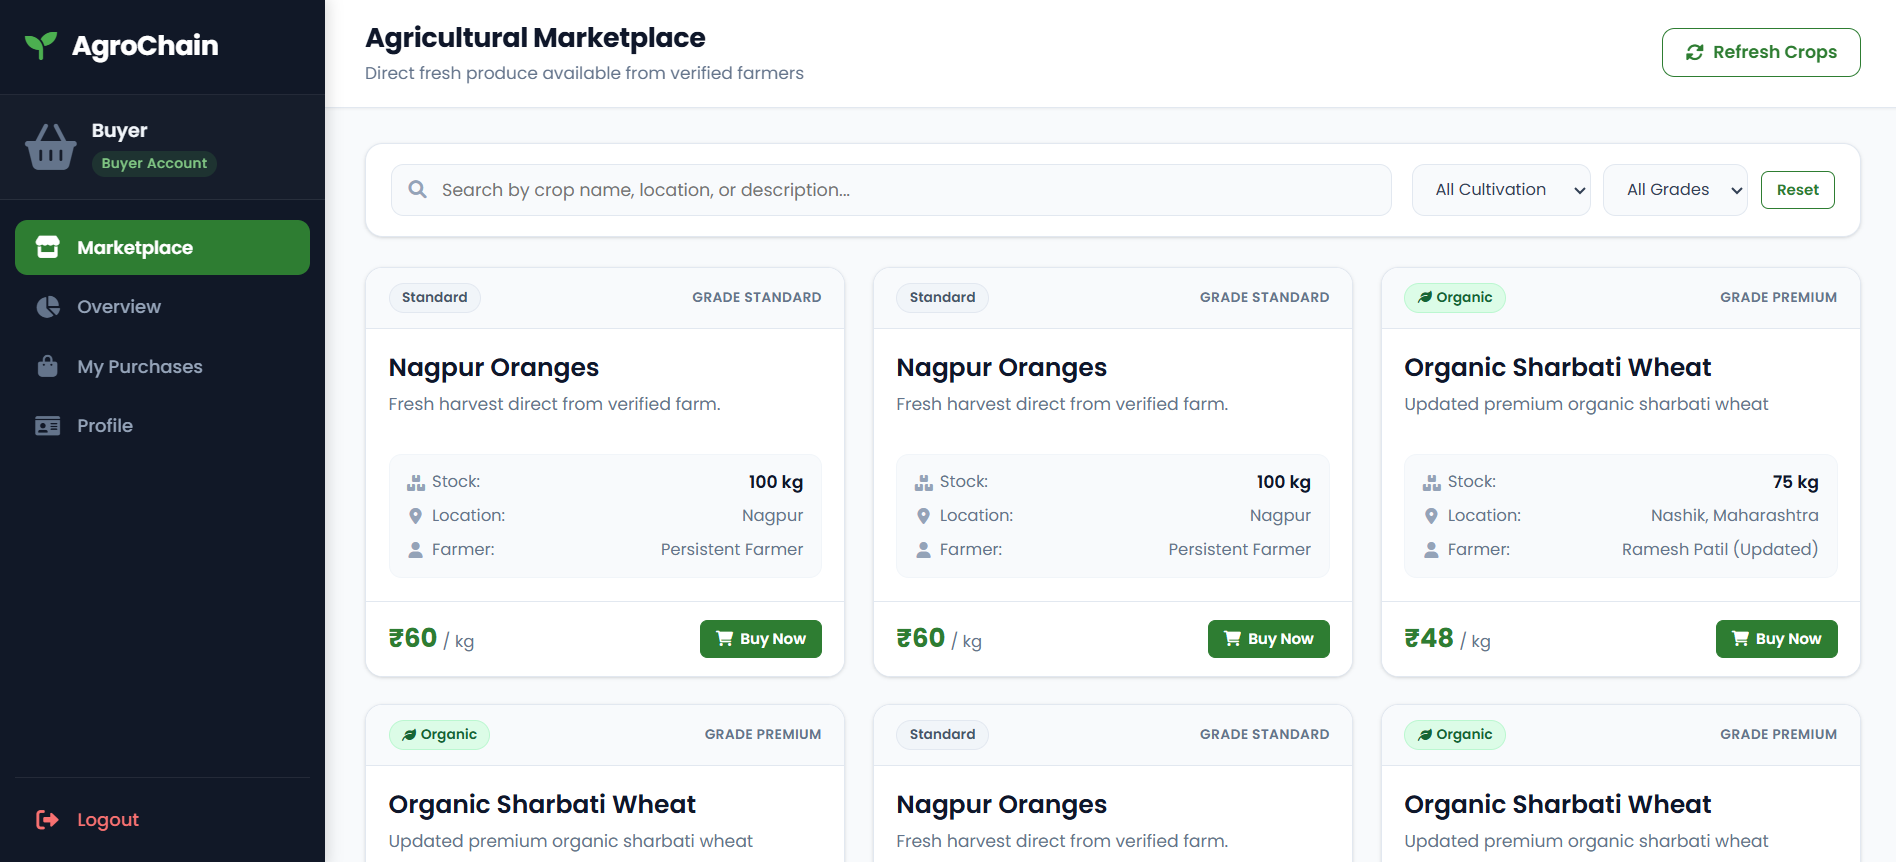 AgroChain
Buyer
Buyer Account
Marketplace
Overview
My Purchases
Profile
Logout
Agricultural Marketplace
Direct fresh produce available from verified farmers
Refresh Crops
Search by crop name, location, or description...
All Cultivation
All Grades
Reset
Standard
GRADE STANDARD
Nagpur Oranges
Fresh harvest direct from verified farm.
Stock: 100 kg
Location: Nagpur
Farmer: Persistent Farmer
₹60 / kg
Buy Now
Standard
GRADE STANDARD
Nagpur Oranges
Fresh harvest direct from verified farm.
Stock: 100 kg
Location: Nagpur
Farmer: Persistent Farmer
₹60 / kg
Buy Now
Organic
GRADE PREMIUM
Organic Sharbati Wheat
Updated premium organic sharbati wheat
Stock: 75 kg
Location: Nashik, Maharashtra
Farmer: Ramesh Patil (Updated)
₹48 / kg
Buy Now
Organic
GRADE PREMIUM
Organic Sharbati Wheat
Updated premium organic sharbati wheat
Standard
GRADE STANDARD
Nagpur Oranges
Fresh harvest direct from verified farm.
Organic
GRADE PREMIUM
Organic Sharbati Wheat
Updated premium organic sharbati wheat